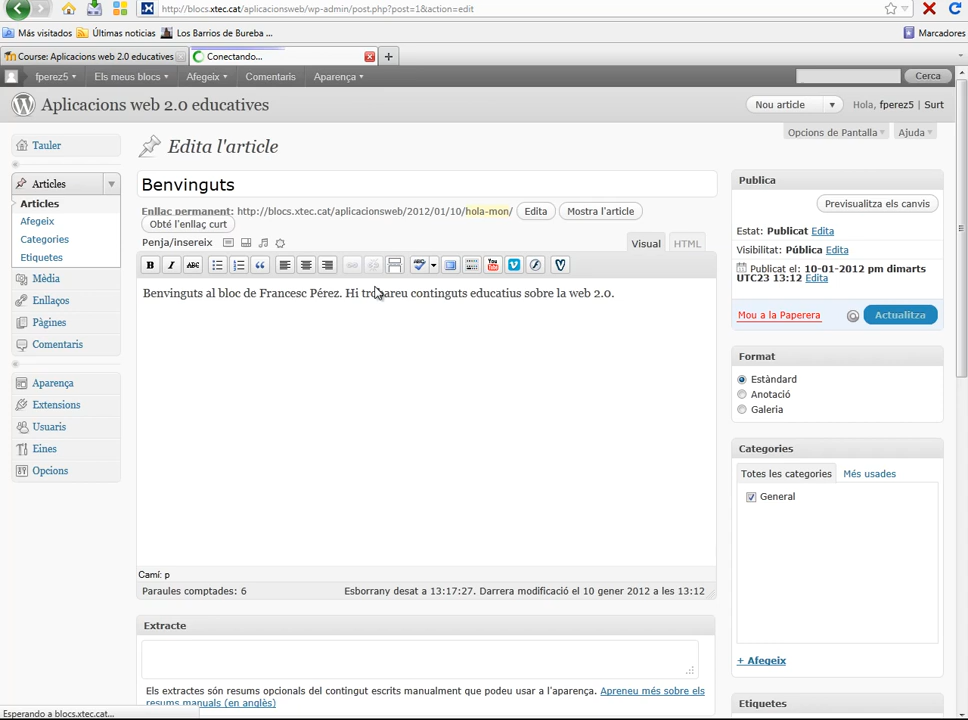 http://blocs.xtec.cat/aplicacionsweb/wp-admin/post.php?post=1&action=edit
Más visitados Últimas noticias Los Barrios de Bureba ... Marcadores
Course: Aplicacions web 2.0 educatives Conectando...
fperez5 Els meus blocs Afegeix Comentaris Aparença Cerca
Aplicacions web 2.0 educatives Nou article Hola, fperez5 | Surt
Opcions de Pantalla Ajuda
Tauler
Articles
Articles
Afegeix
Categories
Etiquetes
Mèdia
Enllaços
Pàgines
Comentaris
Aparença
Extensions
Usuaris
Eines
Opcions
Edita l'article
Benvinguts
Enllaç permanent: http://blocs.xtec.cat/aplicacionsweb/2012/01/10/hola-mon/ Edita Mostra l'article
Obté l'enllaç curt
Penja/insereix Visual HTML
B I ABC
Benvinguts al bloc de Francesc Pérez. Hi continguts educatius sobre la web 2.0.
Camí: p
Paraules comptades: 6 Esborrany desat a 13:17:27. Darrera modificació el 10 gener 2012 a les 13:12
Extracte
Els extractes són resums opcionals del contingut escrits manualment que podeu usar a l'aparença. Apreneu més sobre els
resums manuals (en anglès)
Publica
Previsualitza els canvis
Estat: Publicat Edita
Visibilitat: Pública Edita
Publicat el: 10-01-2012 pm dimarts
UTC23 13:12 Edita
Mou a la Paperera Actualitza
Format
Estàndard
Anotació
Galeria
Categories
Totes les categories Més usades
General
+ Afegeix
Etiquetes
Esperando a blocs.xtec.cat...